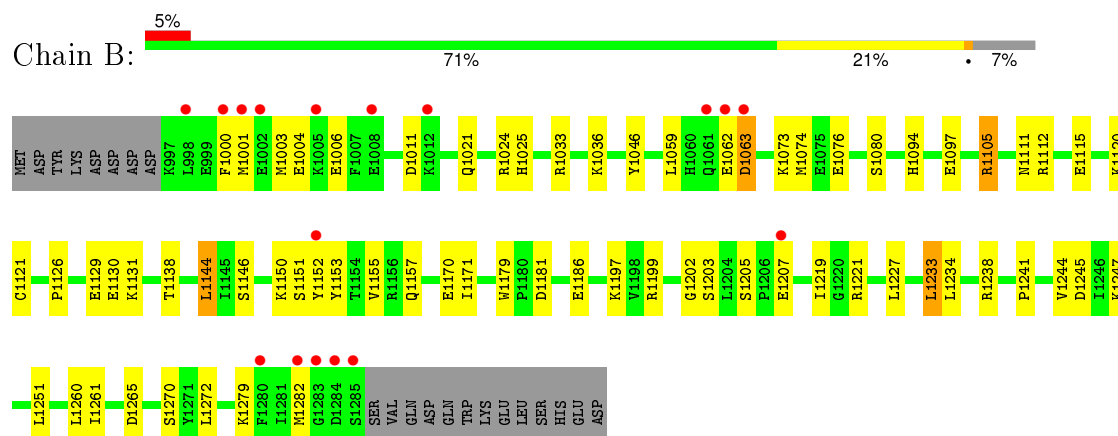 5%
Chain B:
71% 21% • 7%
MET ASP TYR LYS ASP ASP ASP ASP K997 L998 E999 F1000 M1001 E1002 M1003 E1004 K1005 E1006 F1007 E1008 D1011 K1012 Q1021 R1024 H1025 R1033 K1036 Y1046 L1059 H1060 Q1061 E1062 D1063 K1073 M1074 E1075 E1076 S1080 H1094 E1097 R1105 N1111 R1112 E1115 K1120
C1121 P1126 E1129 E1130 K1131 T1138 L1144 I1145 S1146 K1150 S1151 Y1152 Y1153 T1154 V1155 R1156 Q1157 E1170 I1171 W1179 P1180 D1181 E1186 K1197 V1198 R1199 G1202 S1203 L1204 S1205 P1206 E1207 I1219 G1220 R1221 L1227 L1233 L1234 R1238 P1241 V1244 D1245 I1246 K1247
L1251 L1260 I1261 D1265 S1270 Y1271 L1272 K1279 F1280 I1281 M1282 G1283 D1284 S1285 SER VAL GLN ASP GLN TRP LYS GLU LEU SER HIS GLU ASP